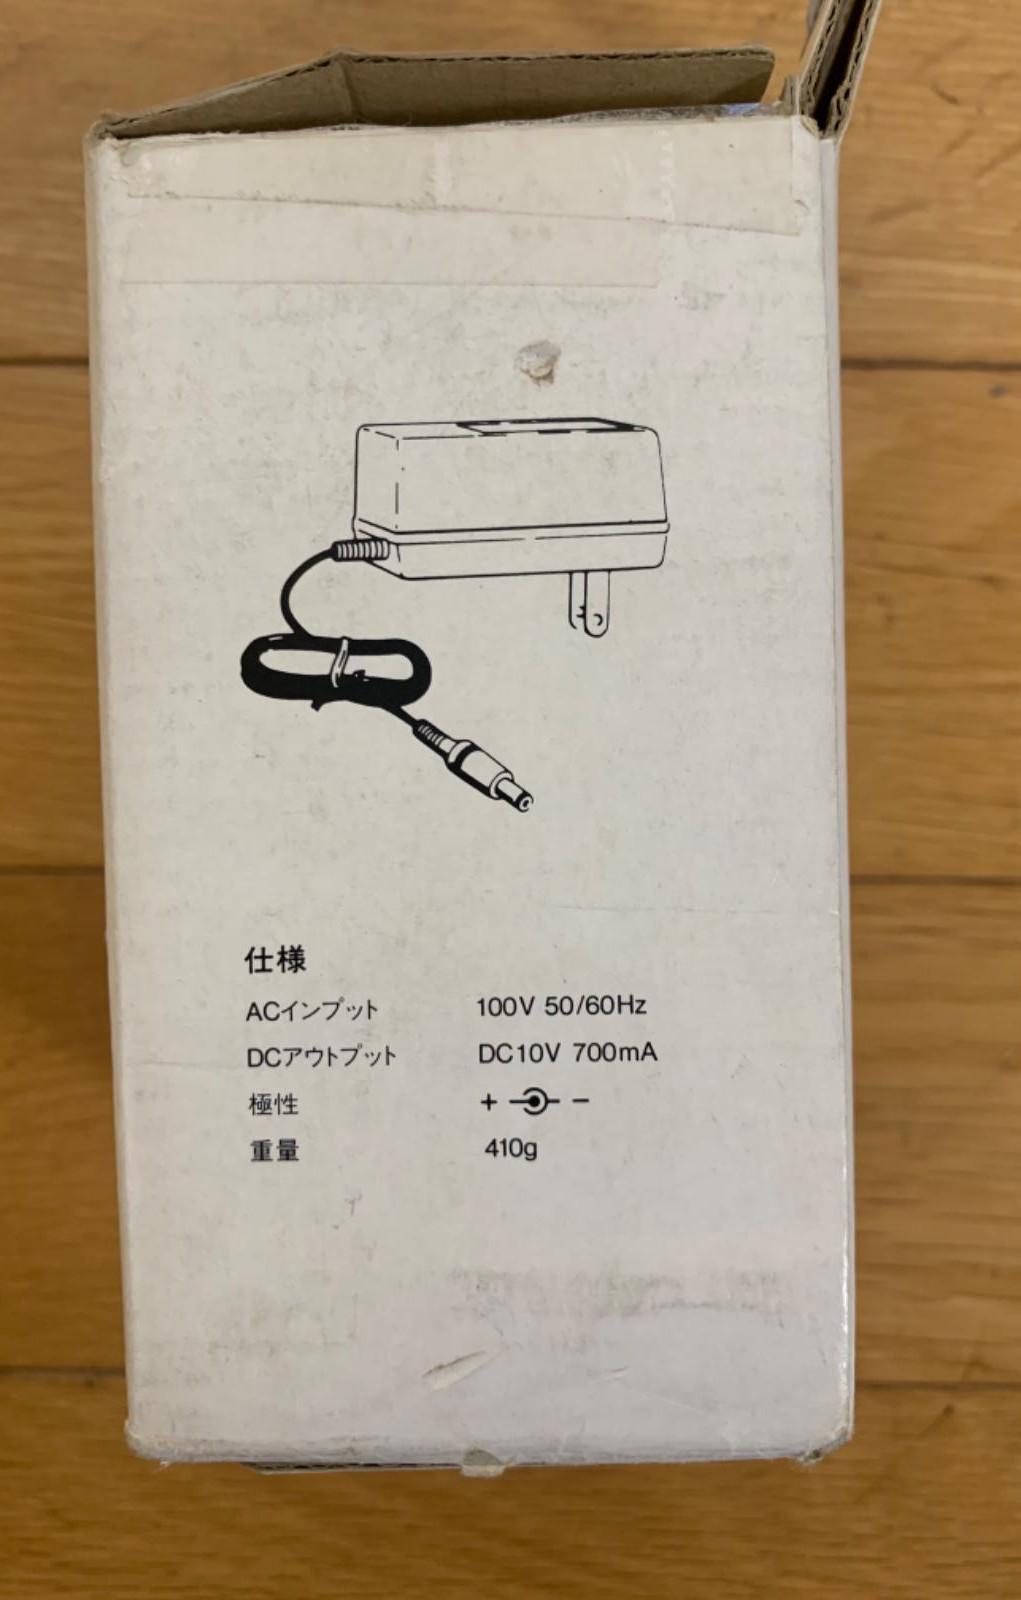 仕様
ACインプット 100V 50/60Hz
DCアウトプット DC10V 700mA
極性 + −
重量 410g